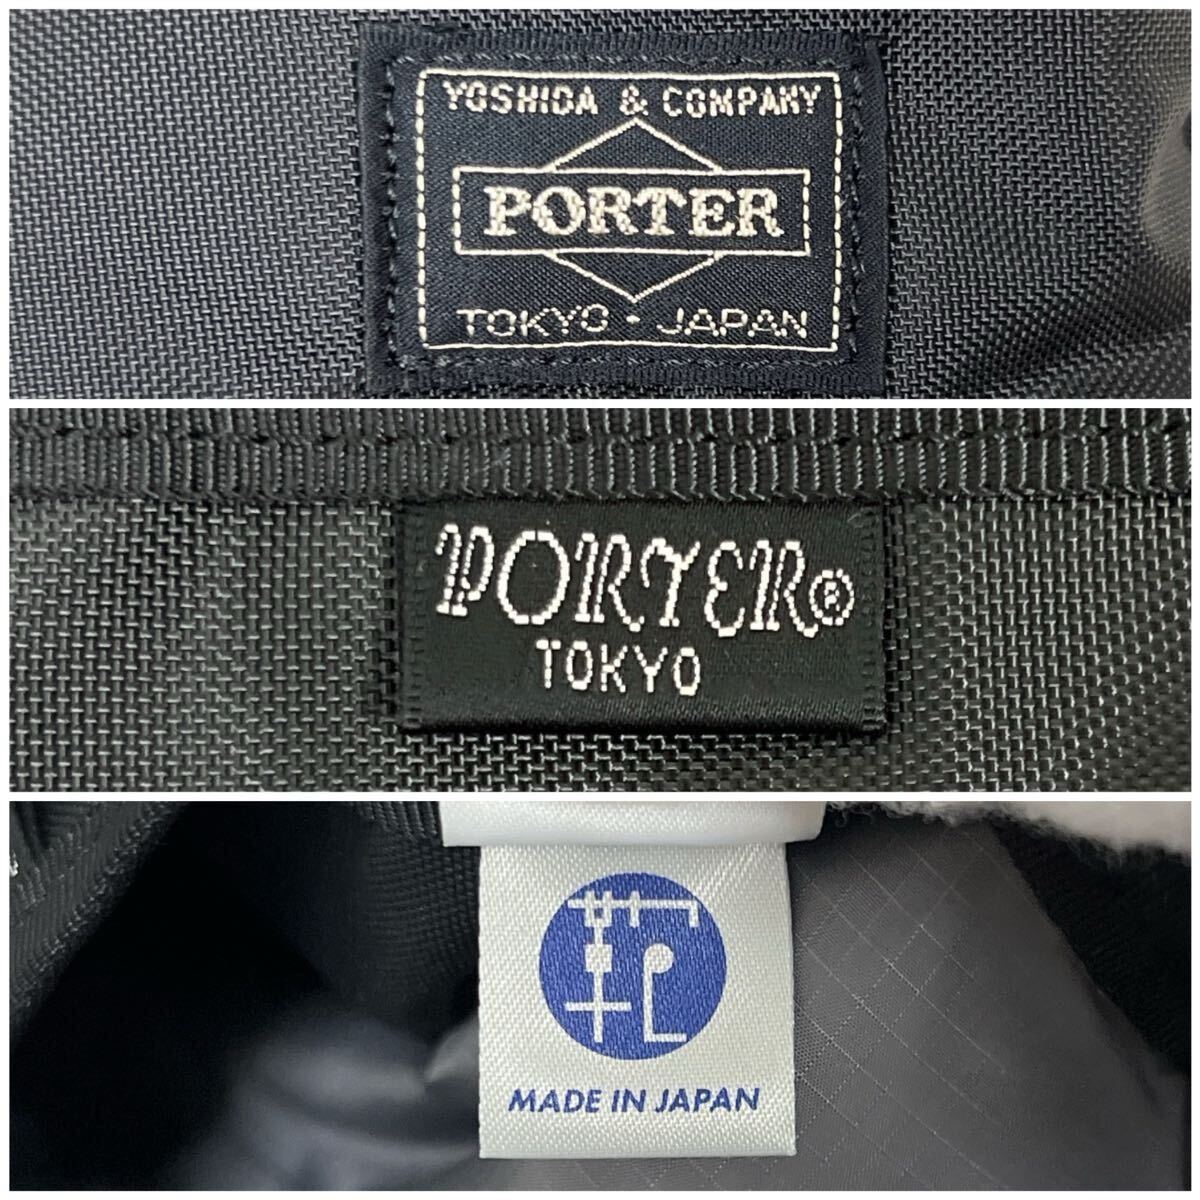 YOSHIDA & COMPANY
PORTER
TOKYO · JAPAN
PORTER®
TOKYO
MADE IN JAPAN